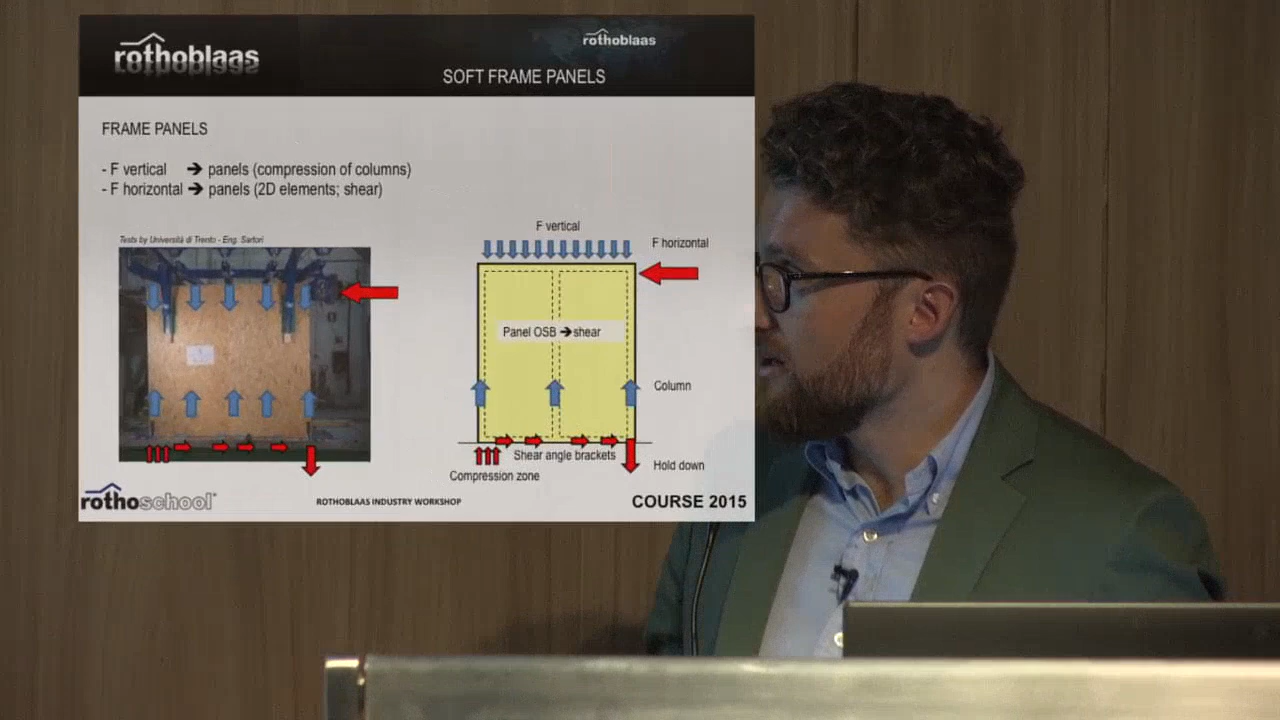 rothoblaas
rothoblaas
SOFT FRAME PANELS
FRAME PANELS
- F vertical → panels (compression of columns)
- F horizontal → panels (2D elements; shear)
Tests by Università di Trento - Eng. Sartori
F vertical
F horizontal
Panel OSB → shear
Column
Shear angle brackets
Hold down
Compression zone
rothoschool
ROTHOBLAAS INDUSTRY WORKSHOP
COURSE 2015